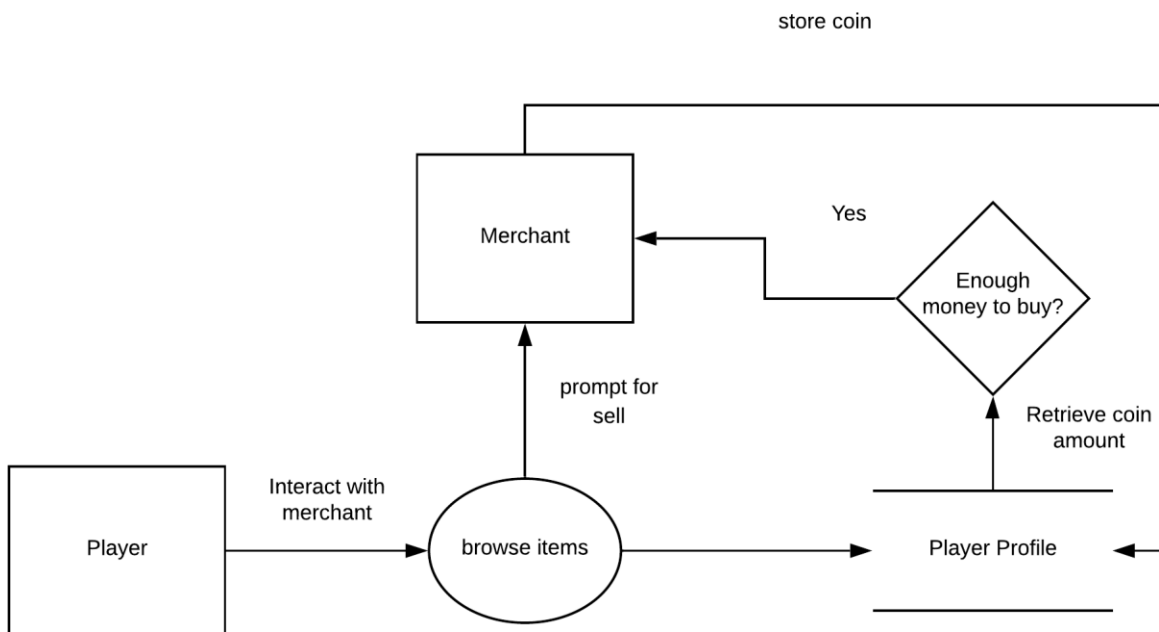 store coin
Merchant
Yes
Enough
money to buy?
prompt for
sell
Retrieve coin
amount
Player
Interact with
merchant
browse items
Player Profile